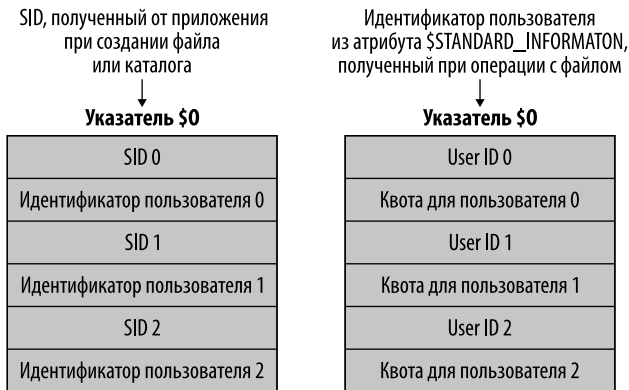 SID, полученный от приложения
при создании файла
или каталога
Указатель $0
SID 0
Идентификатор пользователя 0
SID 1
Идентификатор пользователя 1
SID 2
Идентификатор пользователя 2
Идентификатор пользователя
из атрибута $STANDARD_INFORMATON,
полученный при операции с файлом
Указатель $0
User ID 0
Квота для пользователя 0
User ID 1
Квота для пользователя 1
User ID 2
Квота для пользователя 2